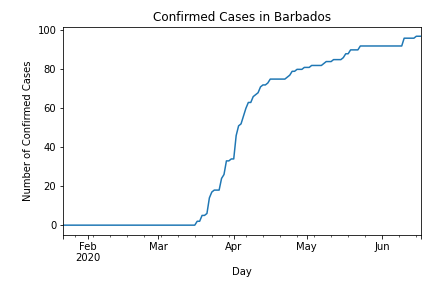 Confirmed Cases in Barbados
Number of Confirmed Cases
100
80
60
40
20
0
Feb
2020
Mar
Apr
May
Jun
Day